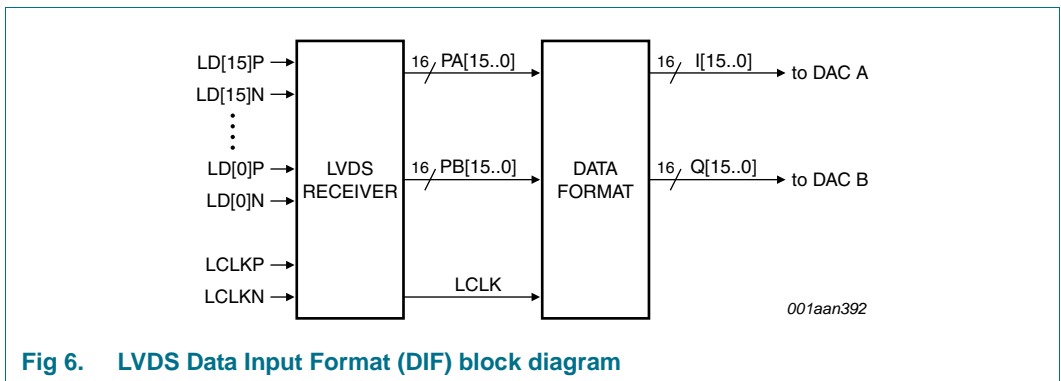 LD[15]P
LD[15]N
LD[0]P
LD[0]N
LCLKP
LCLKN
LVDS
RECEIVER
16 PA[15..0]
16 PB[15..0]
LCLK
DATA
FORMAT
16 I[15..0]
to DAC A
16 Q[15..0]
to DAC B
001aan392
Fig 6. LVDS Data Input Format (DIF) block diagram